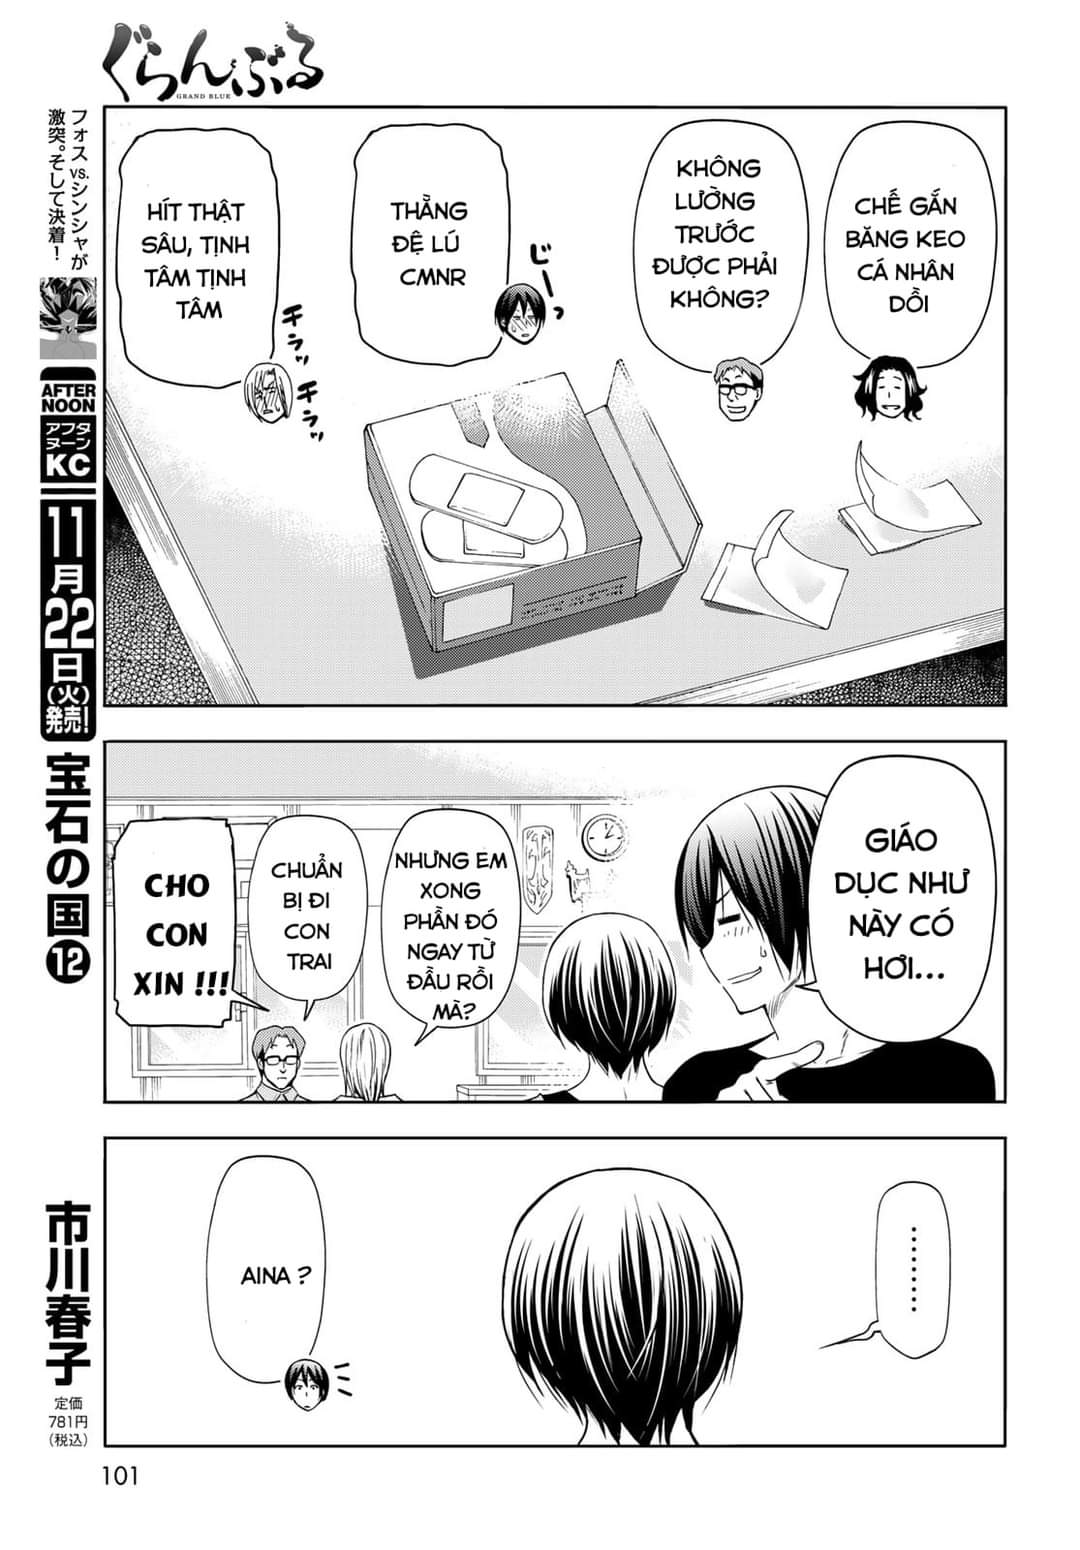 ぐらんぶる
GRAND BLUE
フォスvs.シンシャが
激突。そして決着！
AFTER
NOON
アフタ
ヌーン
KC
11月22日(火)発売!
宝石の国
12
市川春子
定価
781円
(税込)
CHẾ GẮN
BĂNG KEO
CÁ NHÂN
DỒI
KHÔNG
LƯỜNG
TRƯỚC
ĐƯỢC PHẢI
KHÔNG?
THẰNG
ĐỆ LÚ
CMNR
じーっ
HÍT THẬT
SÂU, TỊNH
TÂM TỊNH
TÂM
チラッ
チラッ
GIÁO
DỤC NHƯ
NÀY CÓ
HƠI...
NHƯNG EM
XONG
PHẦN ĐÓ
NGAY TỪ
ĐẦU RỒI
MÀ?
CHUẨN
BỊ ĐI
CON
TRAI
CHO
CON
XIN !!!
.........
AINA ?
101